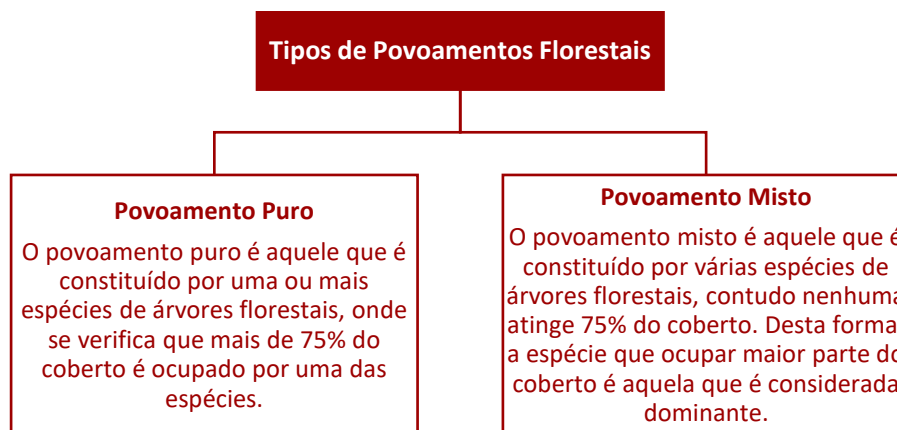 Tipos de Povoamentos Florestais
Povoamento Puro
O povoamento puro é aquele que é
constituído por uma ou mais
espécies de árvores florestais, onde
se verifica que mais de 75% do
coberto é ocupado por uma das
espécies.
Povoamento Misto
O povoamento misto é aquele que é
constituído por várias espécies de
árvores florestais, contudo nenhuma
atinge 75% do coberto. Desta forma
a espécie que ocupar maior parte do
coberto é aquela que é considerada
dominante.